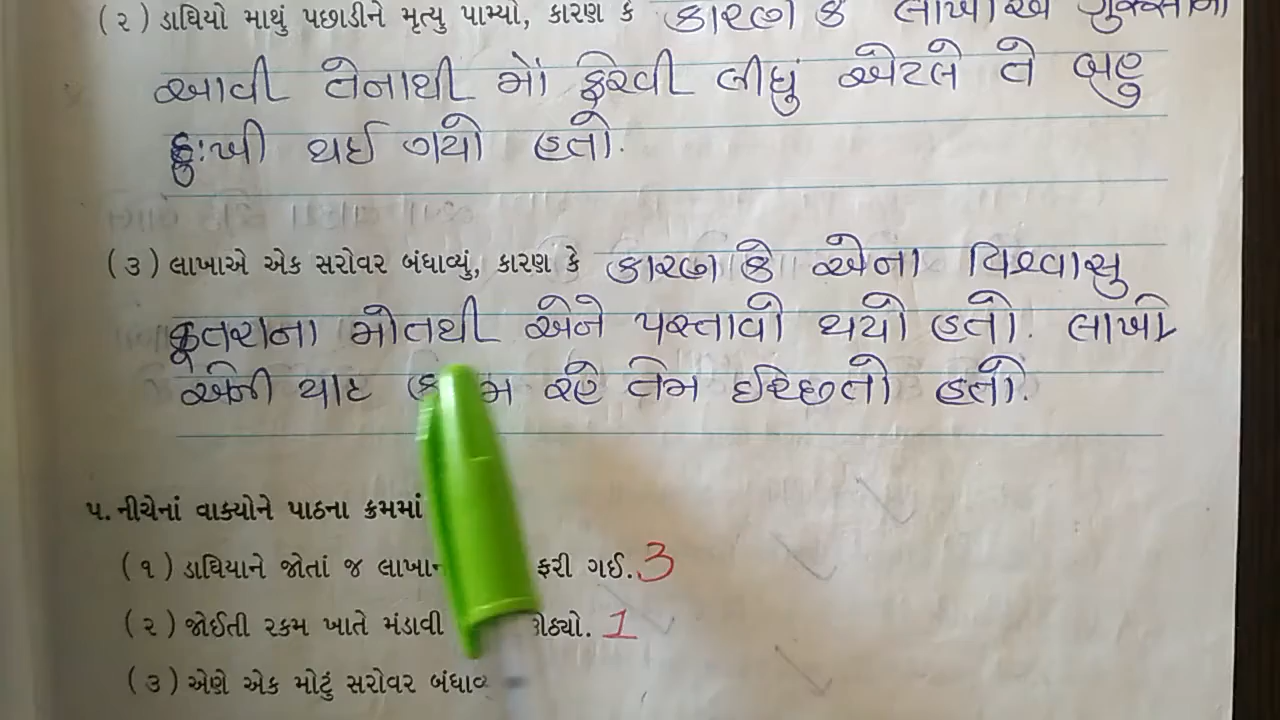 (૨) ડાઘિયો માથું પછાડીને મૃત્યુ પામ્યો, કારણ કે કારણ કે લાખાએ ગુસ્સામાં
આવી તેનાથી મોં ફેરવી લીધું એટલે તે બહુ
દુઃખી થઈ ગયો હતો.
(૩) લાખાએ એક સરોવર બંધાવ્યું, કારણ કે કારણ કે એના વિશ્વાસુ
કૂતરાના મોતથી એને પસ્તાવો થયો હતો. લાખો
એની યાદ રહે તેમ ઈચ્છતો હતો.
૫. નીચેનાં વાક્યોને પાઠના ક્રમમાં
(૧) ડાઘિયાને જોતાં જ ફરી ગઈ. 3
(૨) જોઈતી રકમ ખાતે મંડાવી 1
(૩) એણે એક મોટું સરોવર